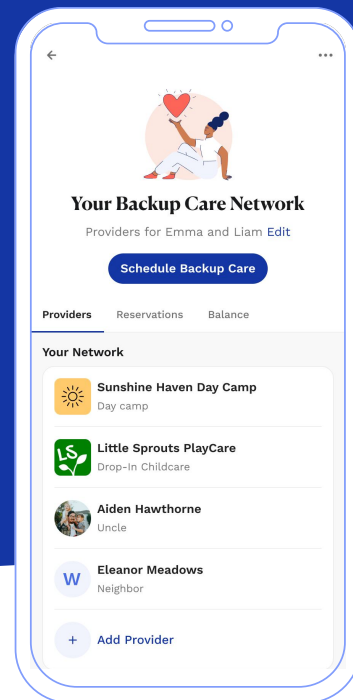 Your Backup Care Network
Providers for Emma and Liam Edit
Schedule Backup Care
Providers Reservations Balance
Your Network
Sunshine Haven Day Camp
Day camp
LS
Little Sprouts PlayCare
Drop-In Childcare
Aiden Hawthorne
Uncle
W
Eleanor Meadows
Neighbor
+ Add Provider